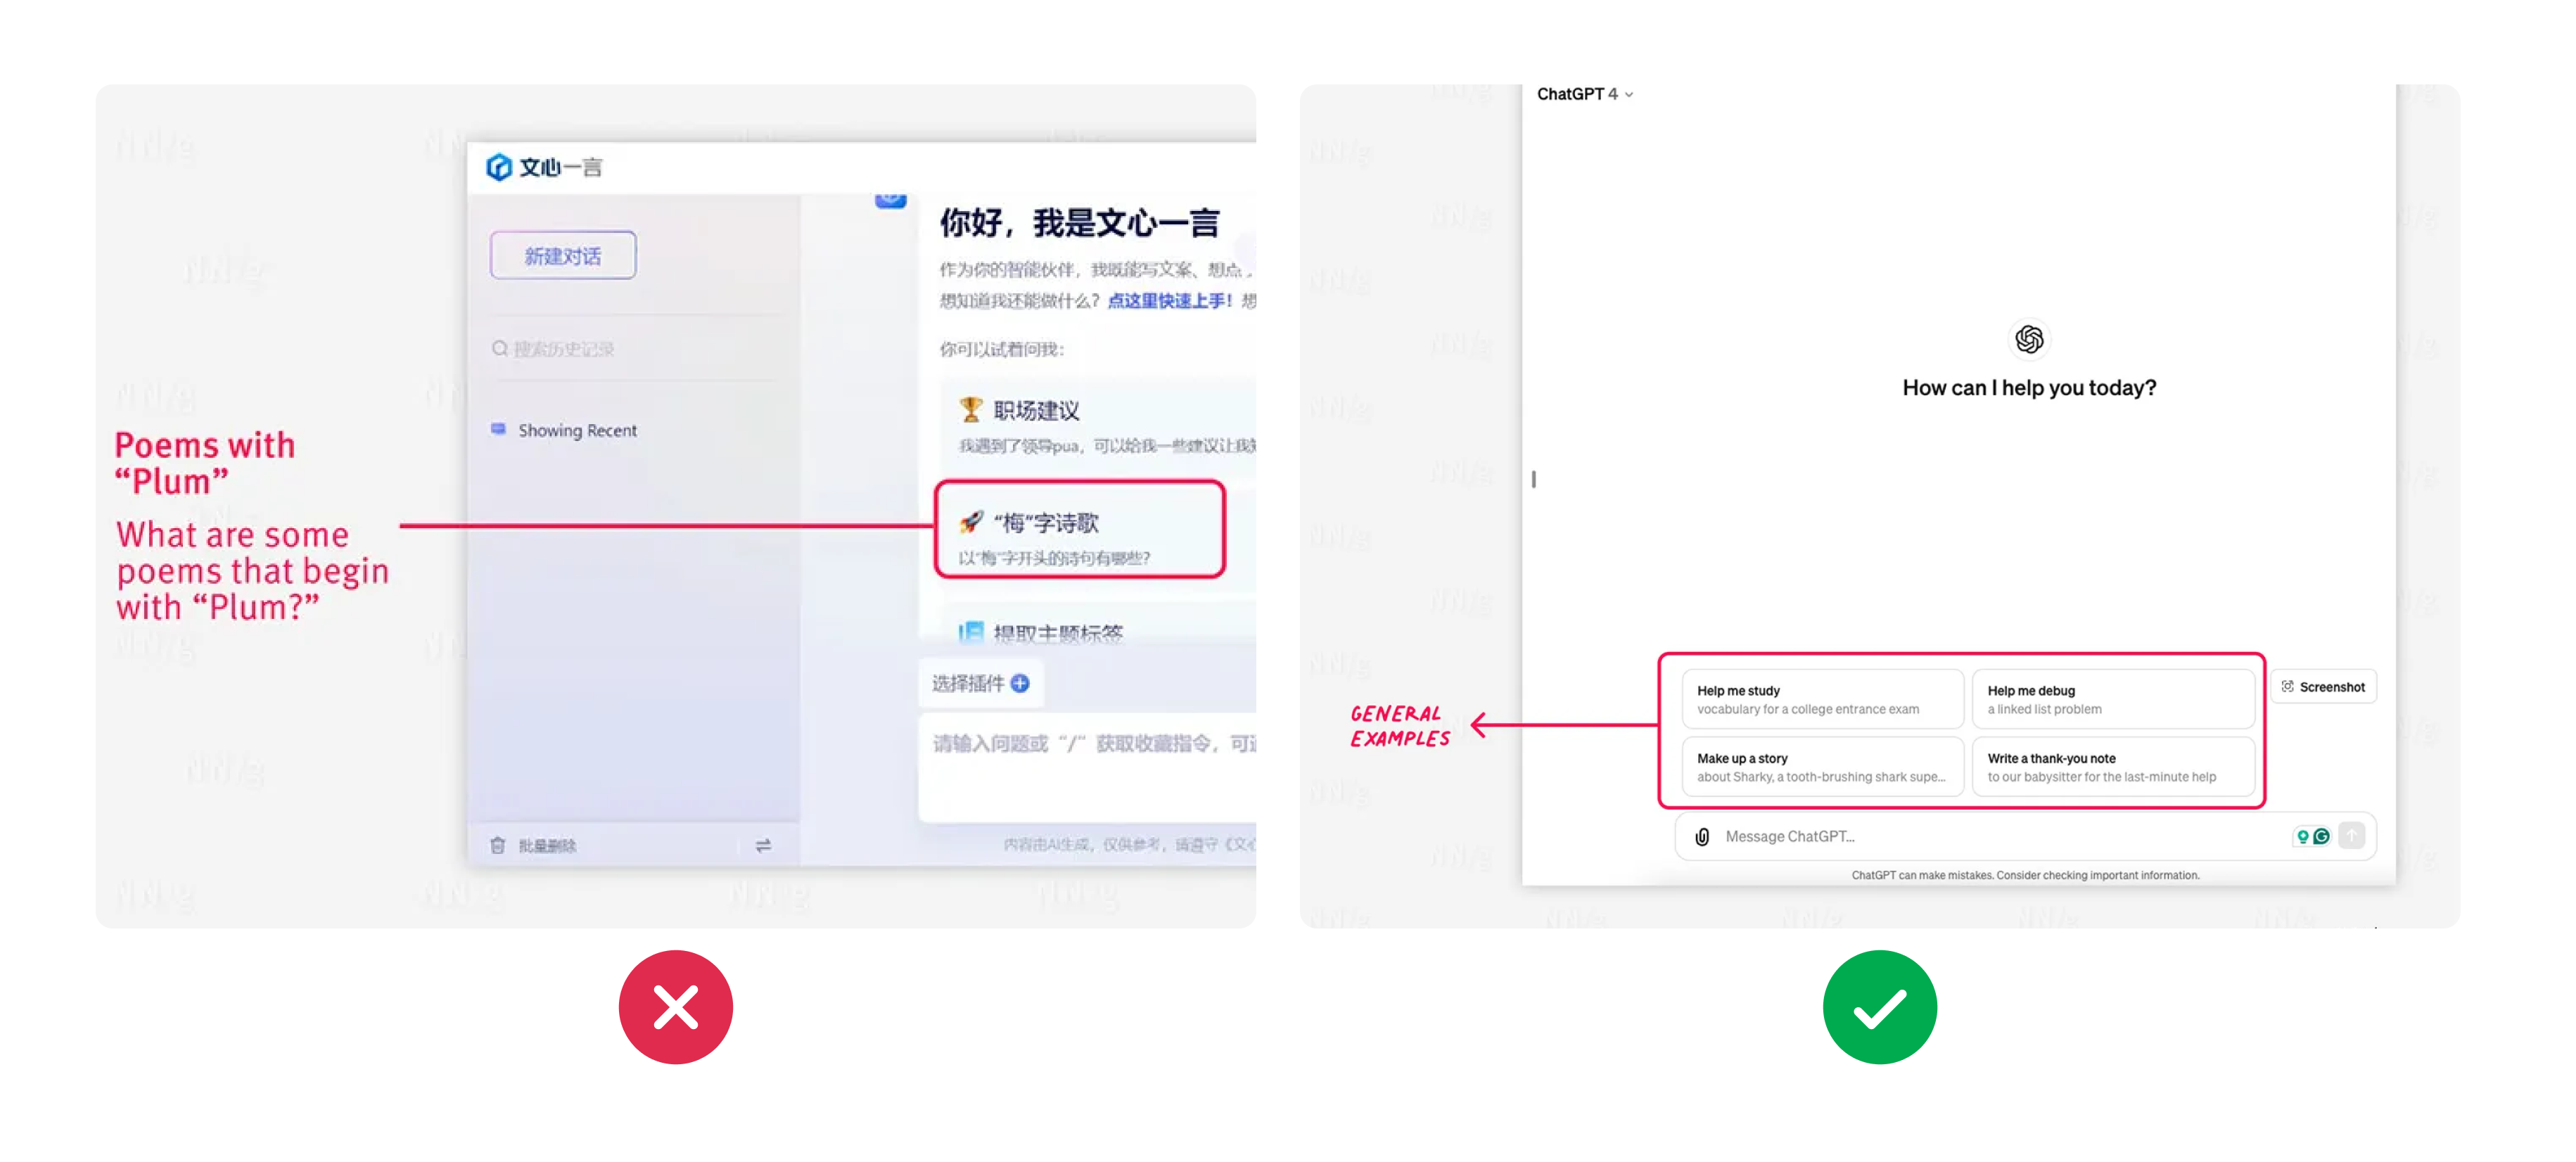 Poems with
“Plum”
What are some
poems that begin
with “Plum?”
文心一言
新建对话
搜索历史记录
Showing Recent
批量删除
你好，我是文心一言
作为你的智能伙伴，我既能写文案、想点
想知道我还能做什么？点这里快速上手！想
你可以试着问我：
职场建议
我遇到了领导pua，可以给我一些建议让我
“梅”字诗歌
以“梅”字开头的诗句有哪些？
提取主题标签
选择插件
请输入问题或“/”获取收藏指令，可
内容由AI生成，仅供参考，请遵守《文心
ChatGPT 4
How can I help you today?
GENERAL
EXAMPLES
Help me study
vocabulary for a college entrance exam
Help me debug
a linked list problem
Make up a story
about Sharky, a tooth-brushing shark supe...
Write a thank-you note
to our babysitter for the last-minute help
Screenshot
Message ChatGPT...
ChatGPT can make mistakes. Consider checking important information.
NN/g